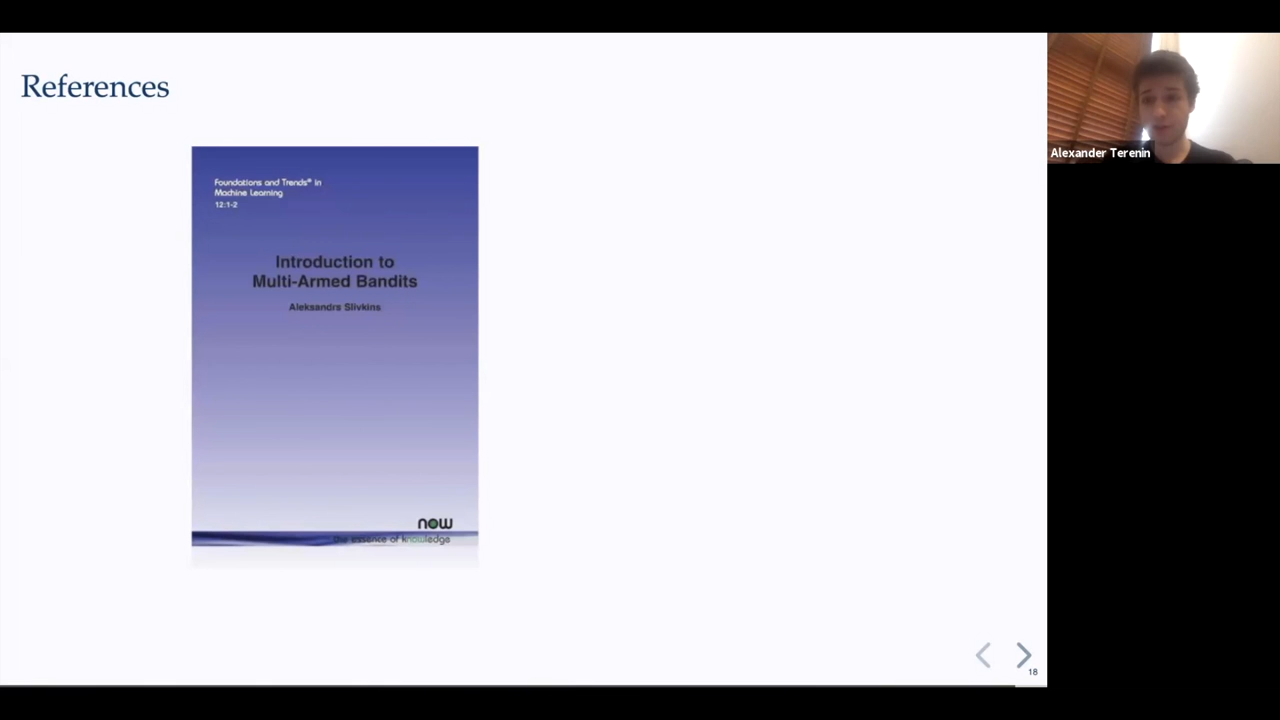 References
Foundations and Trends® in
Machine Learning
12:1-2
Introduction to
Multi-Armed Bandits
Aleksandrs Slivkins
now
the essence of knowledge
18
Alexander Terenin